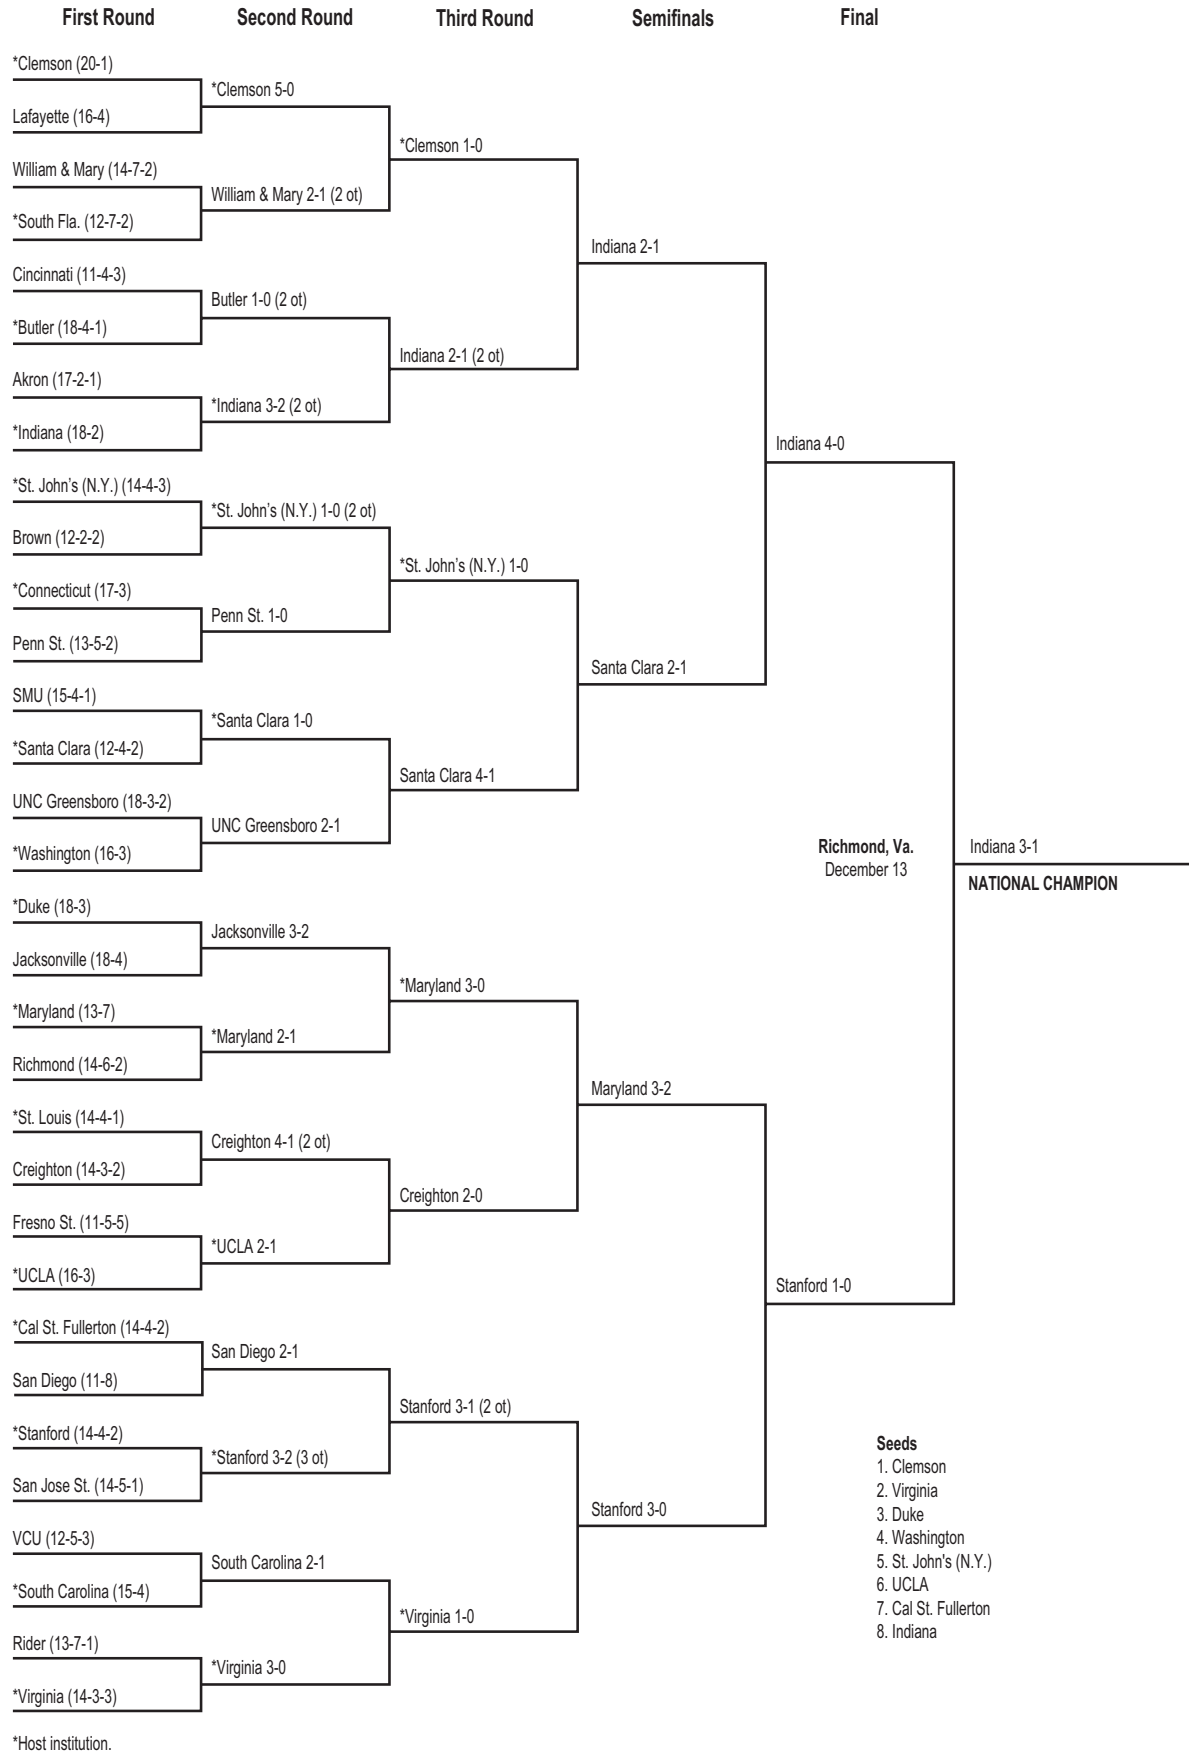 First Round Second Round Third Round Semifinals Final
*Clemson (20-1)
Lafayette (16-4)
William & Mary (14-7-2)
*South Fla. (12-7-2)
Cincinnati (11-4-3)
*Butler (18-4-1)
Akron (17-2-1)
*Indiana (18-2)
*St. John's (N.Y.) (14-4-3)
Brown (12-2-2)
*Connecticut (17-3)
Penn St. (13-5-2)
SMU (15-4-1)
*Santa Clara (12-4-2)
UNC Greensboro (18-3-2)
*Washington (16-3)
*Duke (18-3)
Jacksonville (18-4)
*Maryland (13-7)
Richmond (14-6-2)
*St. Louis (14-4-1)
Creighton (14-3-2)
Fresno St. (11-5-5)
*UCLA (16-3)
*Cal St. Fullerton (14-4-2)
San Diego (11-8)
*Stanford (14-4-2)
San Jose St. (14-5-1)
VCU (12-5-3)
*South Carolina (15-4)
Rider (13-7-1)
*Virginia (14-3-3)
*Clemson 5-0
William & Mary 2-1 (2 ot)
Butler 1-0 (2 ot)
*Indiana 3-2 (2 ot)
*St. John's (N.Y.) 1-0 (2 ot)
Penn St. 1-0
*Santa Clara 1-0
UNC Greensboro 2-1
Jacksonville 3-2
*Maryland 2-1
Creighton 4-1 (2 ot)
*UCLA 2-1
San Diego 2-1
*Stanford 3-2 (3 ot)
South Carolina 2-1
*Virginia 3-0
*Clemson 1-0
Indiana 2-1 (2 ot)
*St. John's (N.Y.) 1-0
Santa Clara 4-1
*Maryland 3-0
Creighton 2-0
Stanford 3-1 (2 ot)
*Virginia 1-0
Indiana 2-1
Santa Clara 2-1
Maryland 3-2
Stanford 3-0
Indiana 4-0
Stanford 1-0
Richmond, Va.
December 13
Indiana 3-1
NATIONAL CHAMPION
Seeds
1. Clemson
2. Virginia
3. Duke
4. Washington
5. St. John's (N.Y.)
6. UCLA
7. Cal St. Fullerton
8. Indiana
*Host institution.